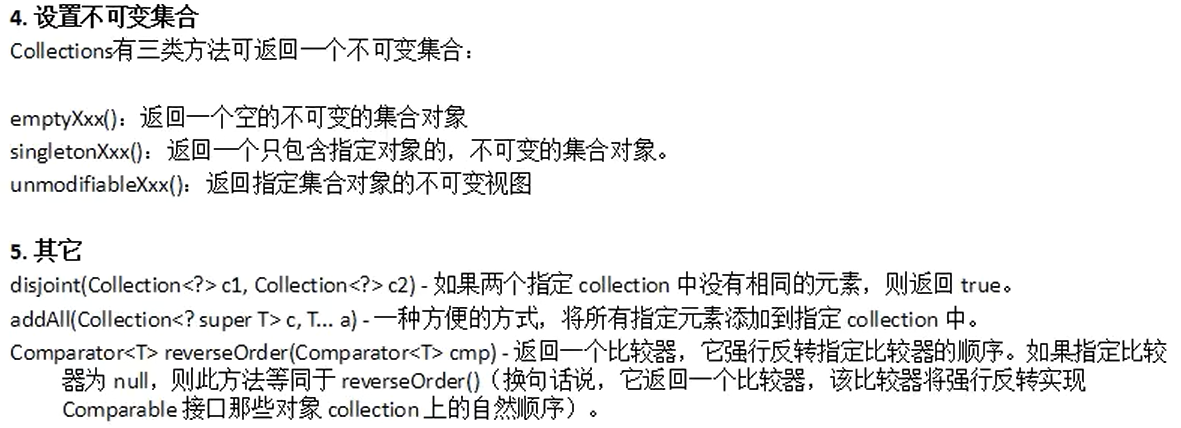 4. 设置不可变集合
Collections有三类方法可返回一个不可变集合：
emptyXxx()：返回一个空的不可变的集合对象
singletonXxx()：返回一个只包含指定对象的，不可变的集合对象。
unmodifiableXxx()：返回指定集合对象的不可变视图
5. 其它
disjoint(Collection<?> c1, Collection<?> c2) - 如果两个指定 collection 中没有相同的元素，则返回 true。
addAll(Collection<? super T> c, T... a) - 一种方便的方式，将所有指定元素添加到指定 collection 中。
Comparator<T> reverseOrder(Comparator<T> cmp) - 返回一个比较器，它强行反转指定比较器的顺序。如果指定比较
器为 null，则此方法等同于 reverseOrder()（换句话说，它返回一个比较器，该比较器将强行反转实现
Comparable 接口那些对象 collection 上的自然顺序）。